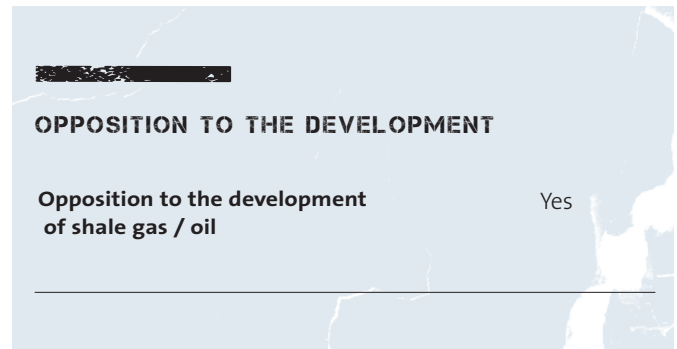 OPPOSITION TO THE DEVELOPMENT
Opposition to the development Yes
of shale gas / oil